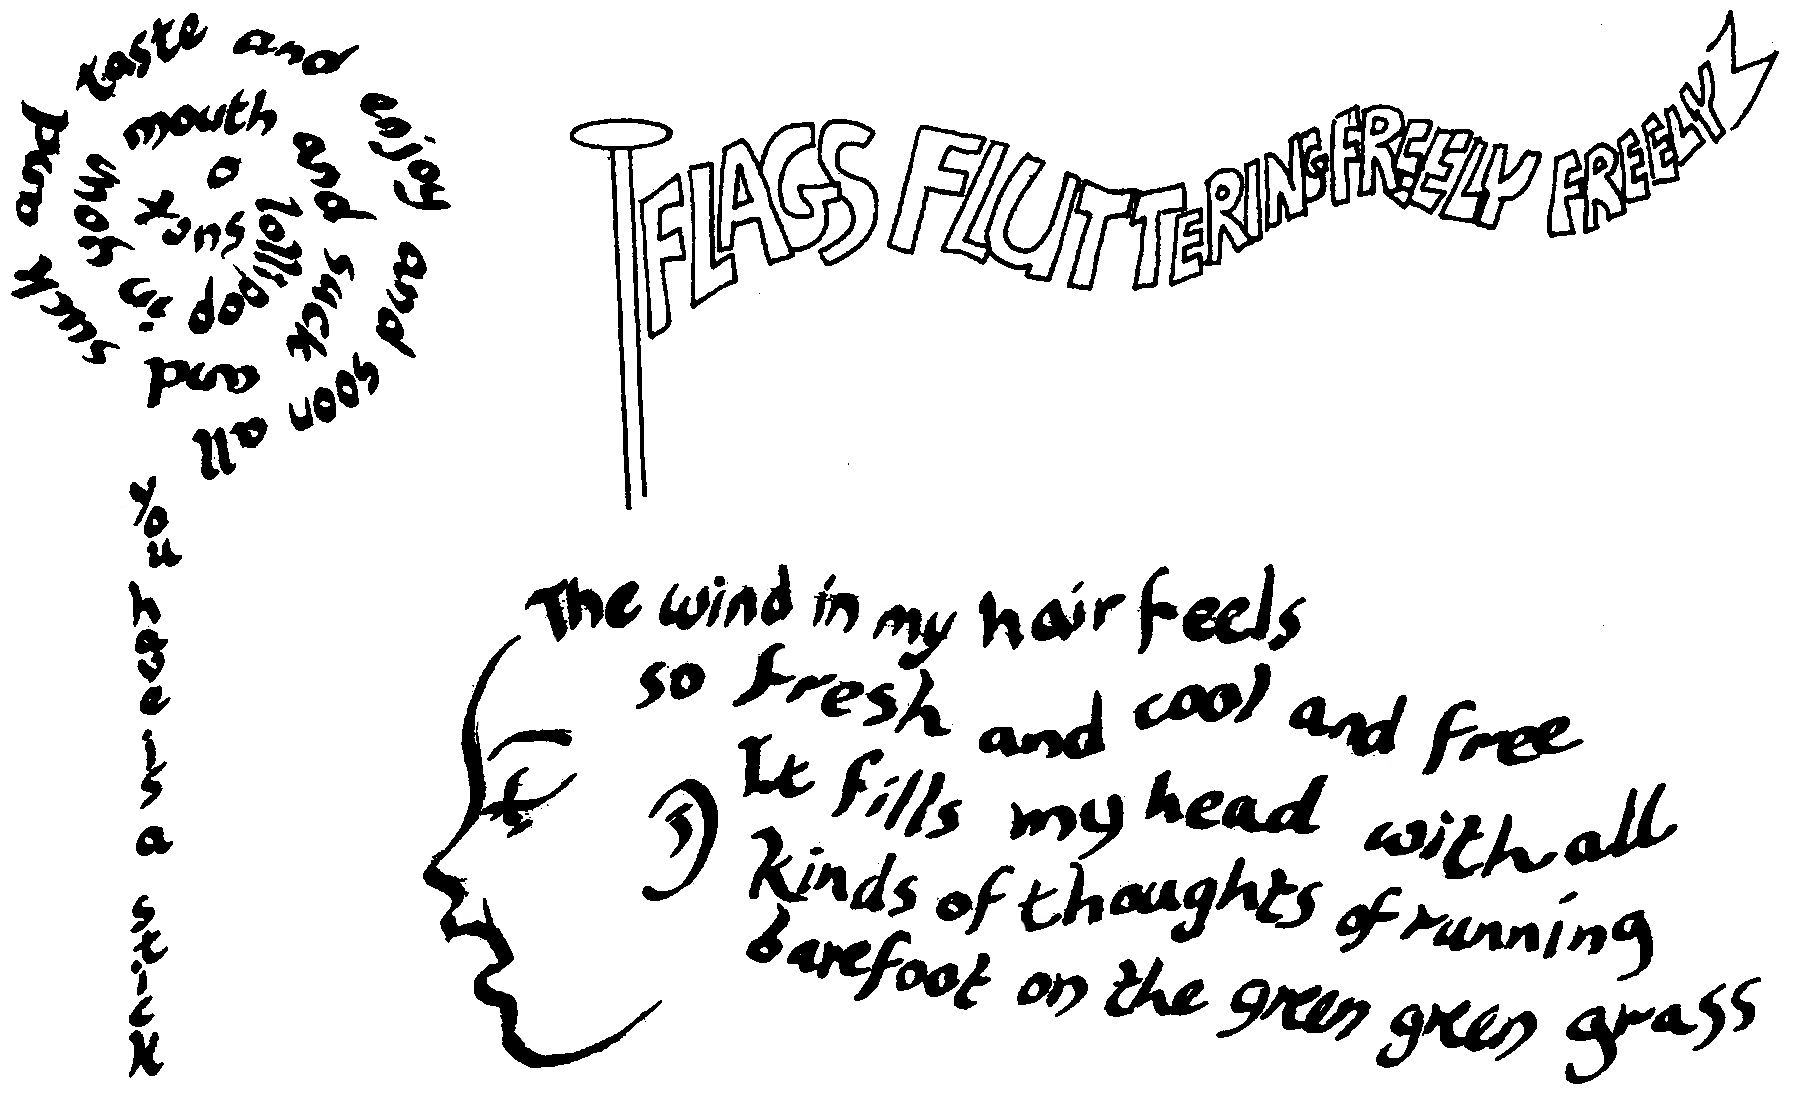 suck a lollipop in your mouth and suck and suck and taste and enjoy and soon all
you have is a stick
FLAGS FLUTTERING FREELY FREELY
The wind in my hair feels
so fresh and cool and free
It fills my head with all
kinds of thoughts of running
barefoot on the green green grass